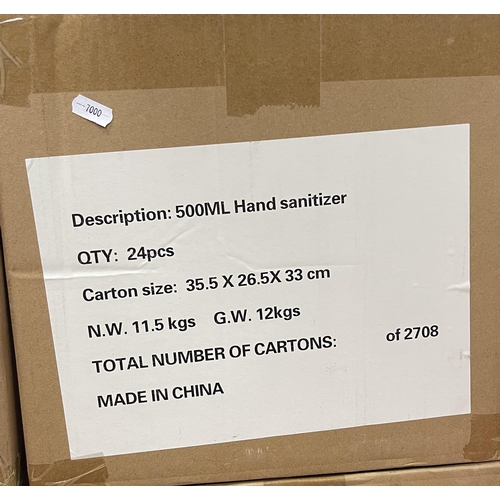 7000
Description: 500ML Hand sanitizer
QTY: 24pcs
Carton size: 35.5 X 26.5X 33 cm
N.W. 11.5 kgs G.W. 12kgs
TOTAL NUMBER OF CARTONS: of 2708
MADE IN CHINA